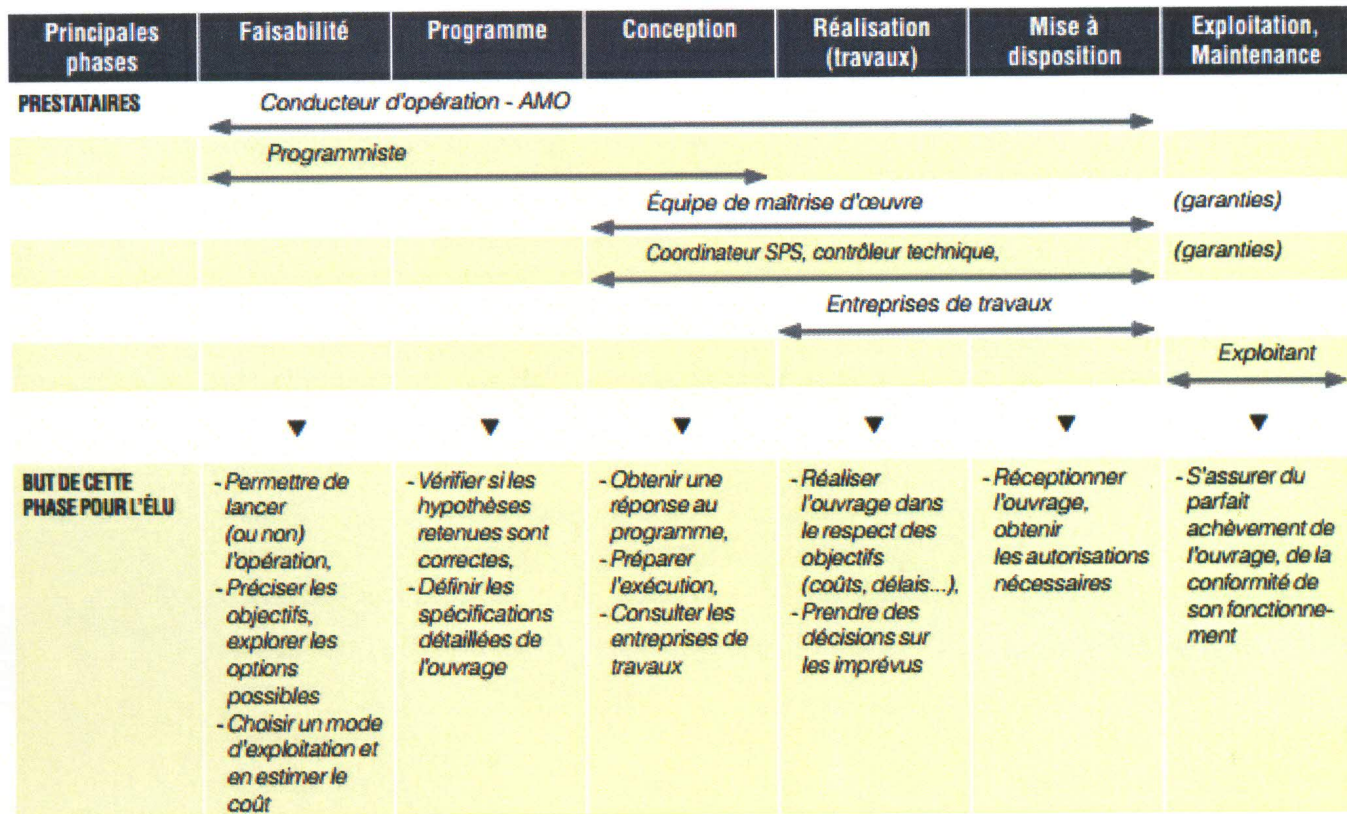 Principales
phases
Faisabilité
Programme
Conception
Réalisation
(travaux)
Mise à
disposition
Exploitation,
Maintenance
PRESTATAIRES
Conducteur d'opération - AMO
Programmiste
Équipe de maîtrise d'œuvre
(garanties)
Coordinateur SPS, contrôleur technique,
(garanties)
Entreprises de travaux
Exploitant
BUT DE CETTE
PHASE POUR L'ÉLU
- Permettre de
lancer
(ou non)
l'opération,
- Préciser les
objectifs,
explorer les
options
possibles
- Choisir un mode
d'exploitation et
en estimer le
coût
- Vérifier si les
hypothèses
retenues sont
correctes,
- Définir les
spécifications
détaillées de
l'ouvrage
- Obtenir une
réponse au
programme,
- Préparer
l'exécution,
- Consulter les
entreprises de
travaux
- Réaliser
l'ouvrage dans
le respect des
objectifs
(coûts, délais...),
- Prendre des
décisions sur
les imprévus
- Réceptionner
l'ouvrage,
obtenir
les autorisations
nécessaires
- S'assurer du
parfait
achèvement de
l'ouvrage, de la
conformité de
son fonctionne-
ment